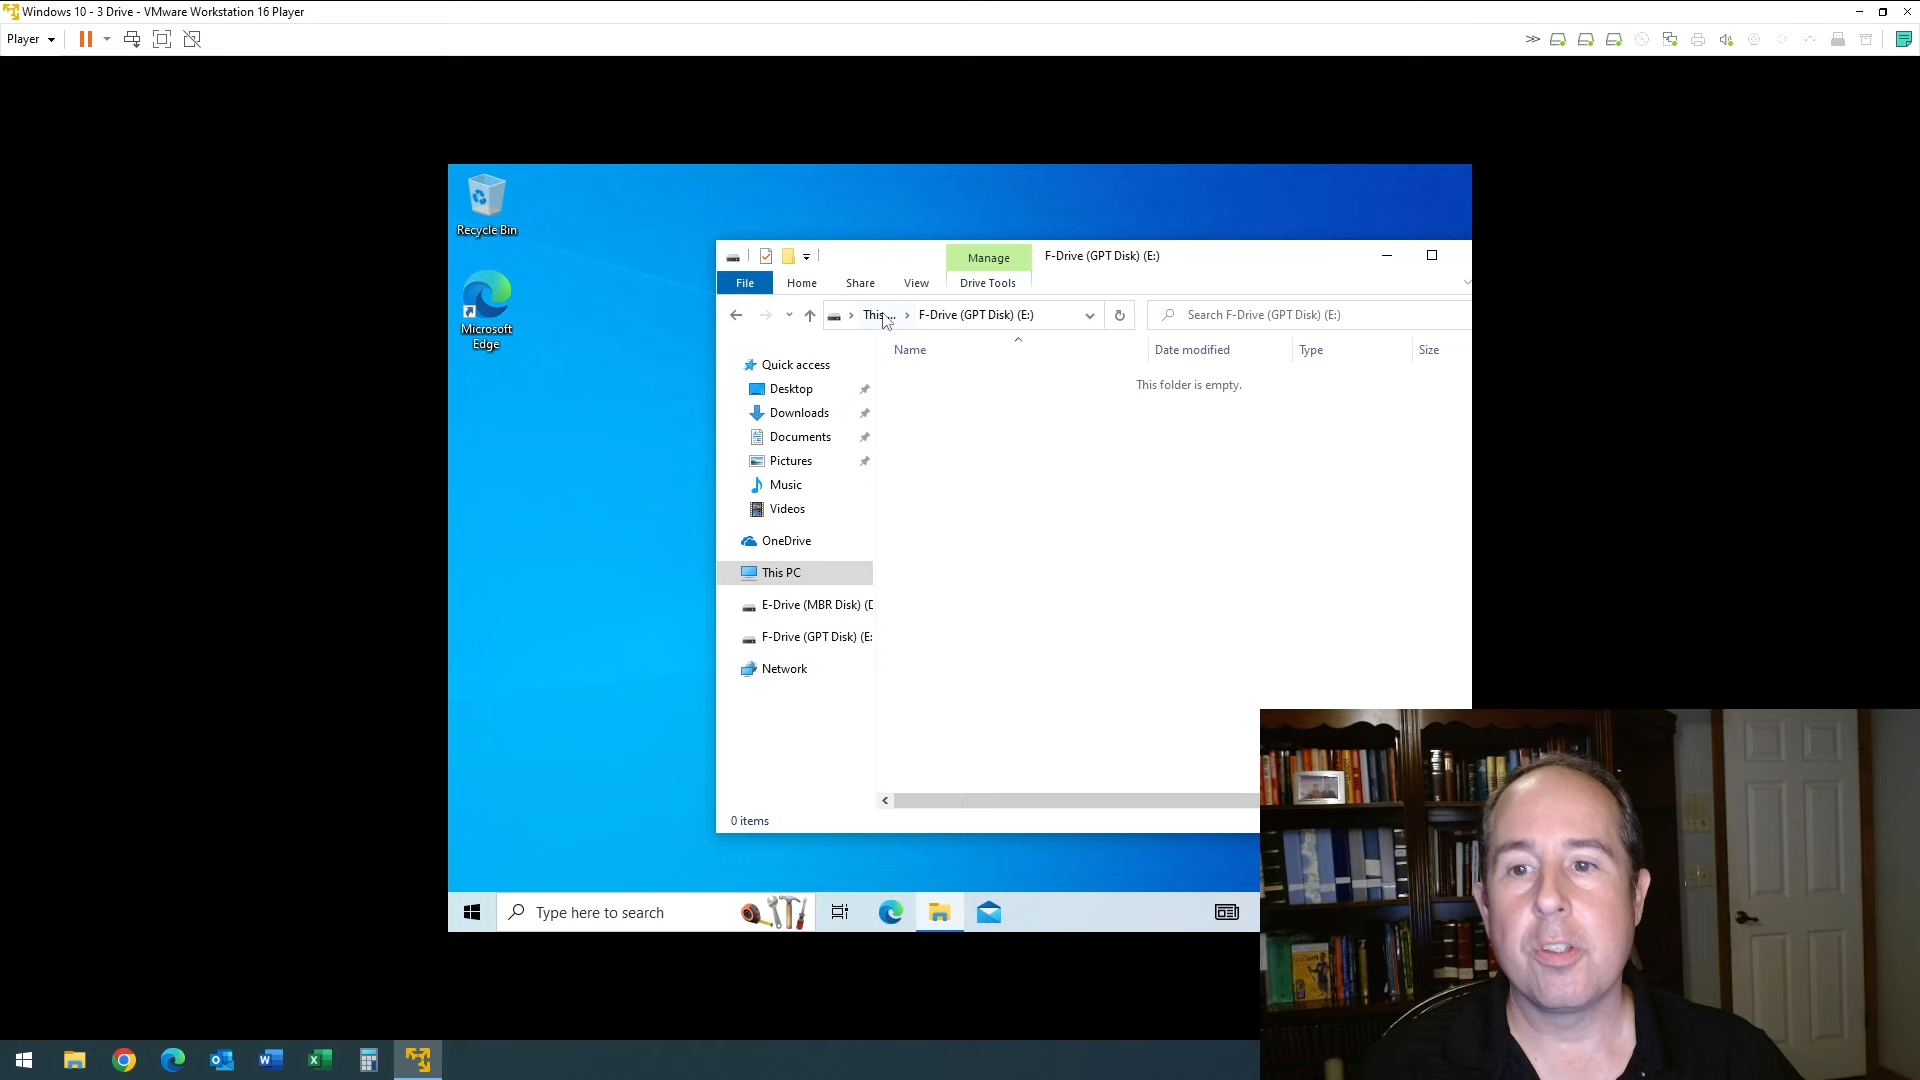 Windows 10 - 3 Drive - VMware Workstation 16 Player
Player
Recycle Bin
Microsoft
Edge
Manage
F-Drive (GPT Disk) (E:)
File
Home
Share
View
Drive Tools
This ...
F-Drive (GPT Disk) (E:)
Search F-Drive (GPT Disk) (E:)
Name
Date modified
Type
Size
This folder is empty.
Quick access
Desktop
Downloads
Documents
Pictures
Music
Videos
OneDrive
This PC
E-Drive (MBR Disk) (D
F-Drive (GPT Disk) (E:
Network
0 items
Type here to search